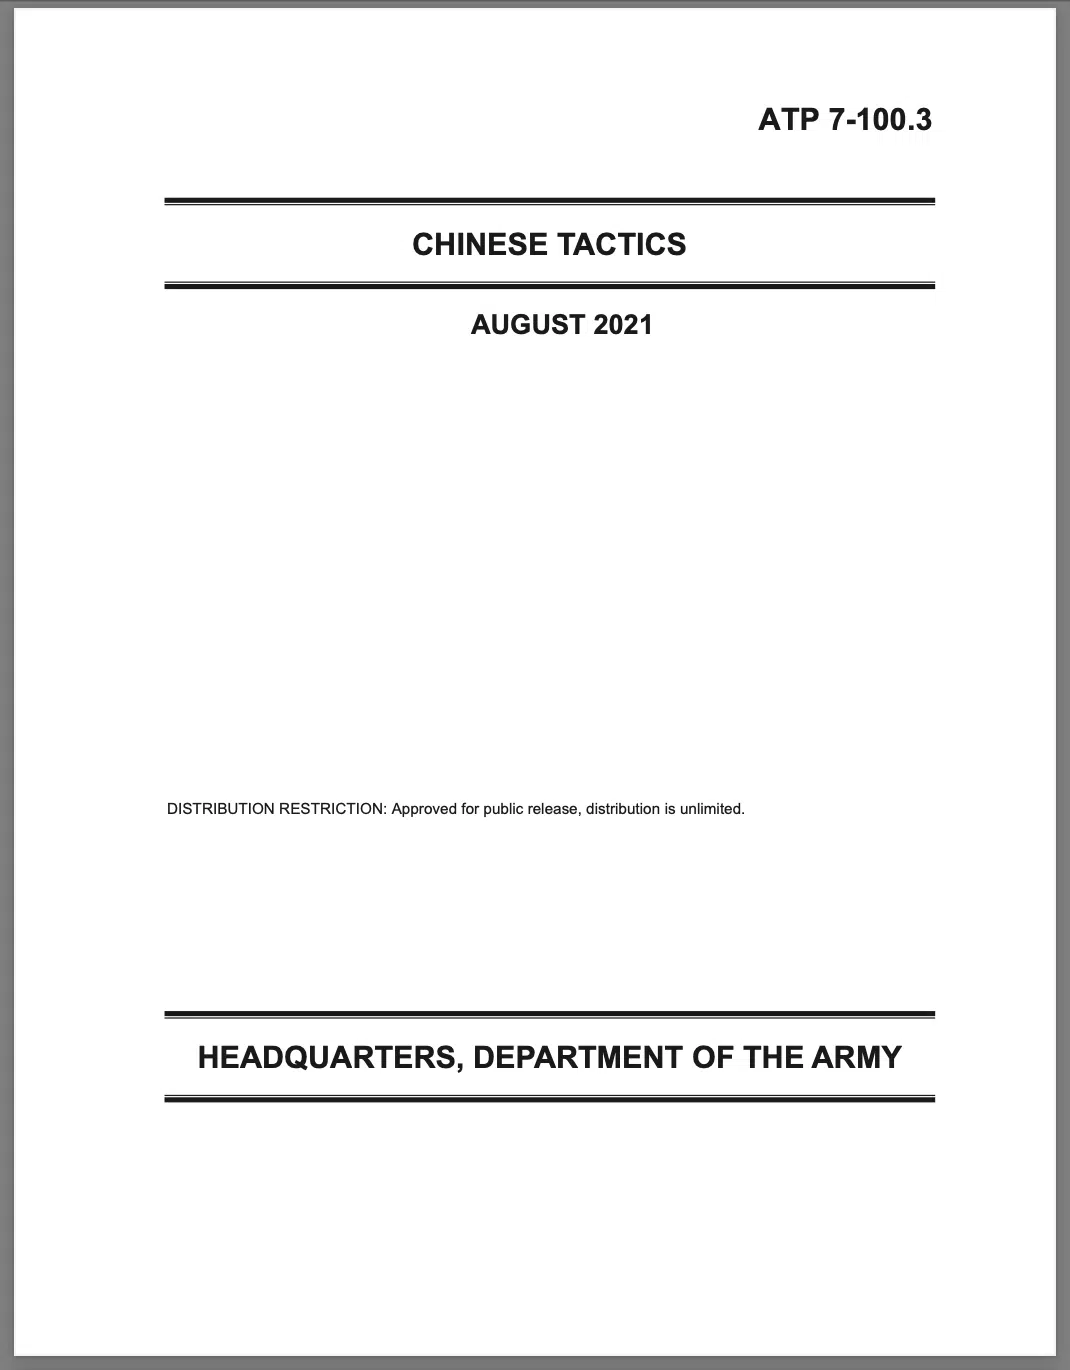 ATP 7-100.3
CHINESE TACTICS
AUGUST 2021
DISTRIBUTION RESTRICTION: Approved for public release, distribution is unlimited.
HEADQUARTERS, DEPARTMENT OF THE ARMY